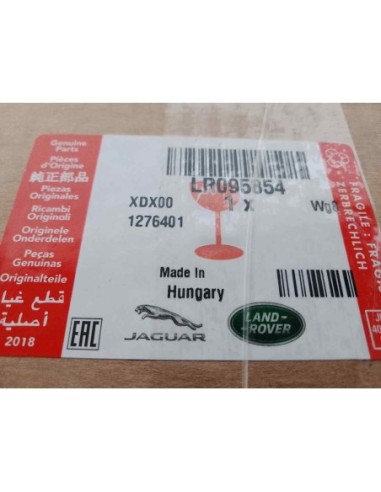 Genuine
Parts
Pièces
d'Origine
純正部品
Piezas
Originales
Ricambi
Originali
Originele
Onderdelen
Peças
Genuínas
Originalteile
قطع غيا
أصلية
2018
LR095854
XDX00
1 x
1276401
Made In
Hungary
EAC
JAGUAR
LAND-
-ROVER
FRAGILE
ZERBRECHLICH